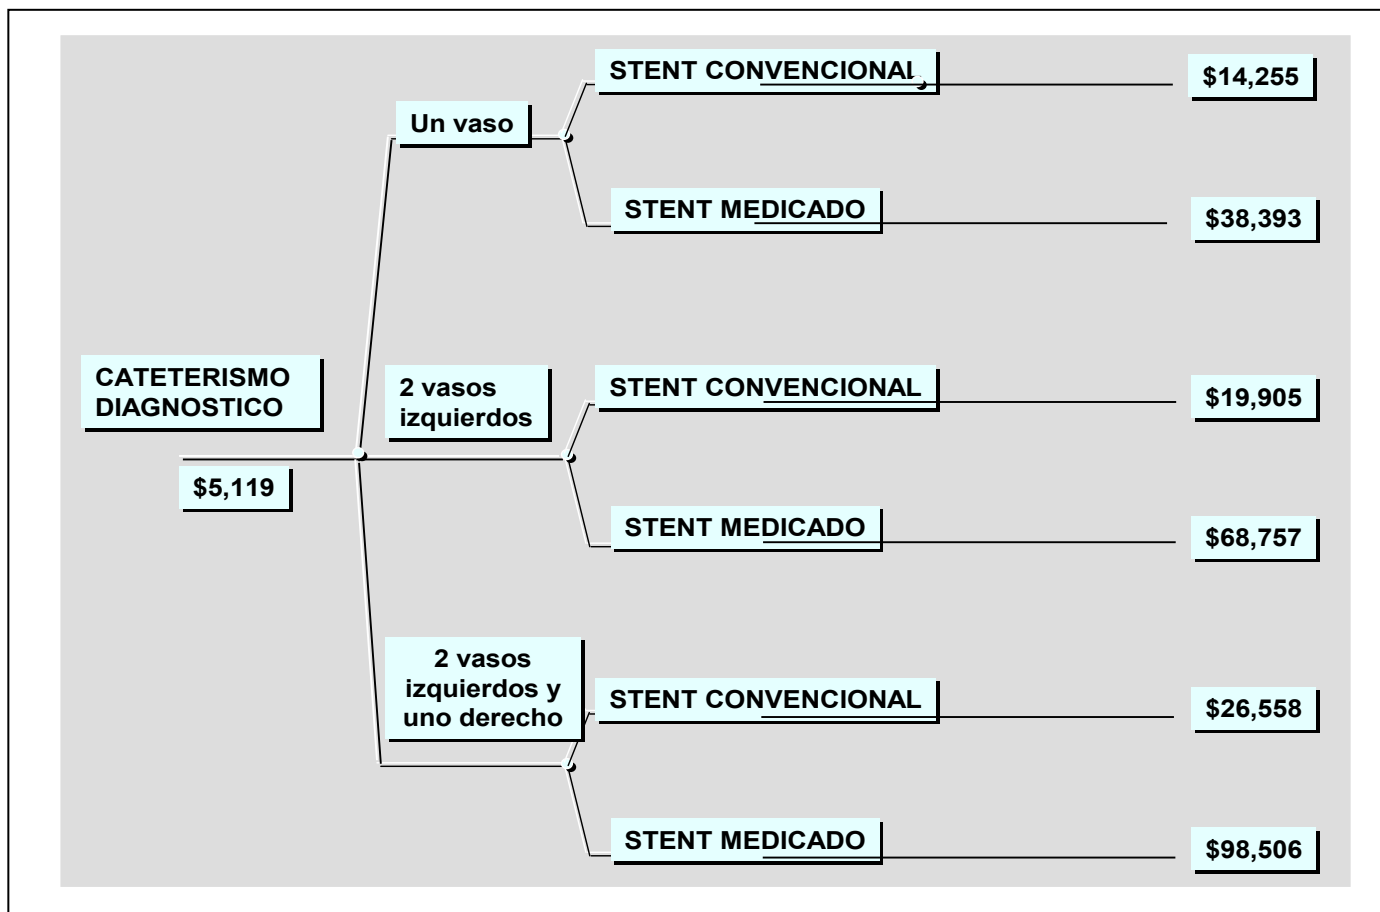 STENT CONVENCIONAL
$14,255
Un vaso
STENT MEDICADO
$38,393
CATETERISMO
DIAGNOSTICO
$5,119
2 vasos
izquierdos
STENT CONVENCIONAL
$19,905
STENT MEDICADO
$68,757
2 vasos
izquierdos y
uno derecho
STENT CONVENCIONAL
$26,558
STENT MEDICADO
$98,506